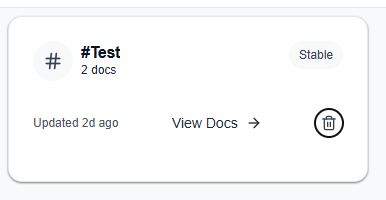 #
#Test
2 docs
Stable
Updated 2d ago
View Docs →